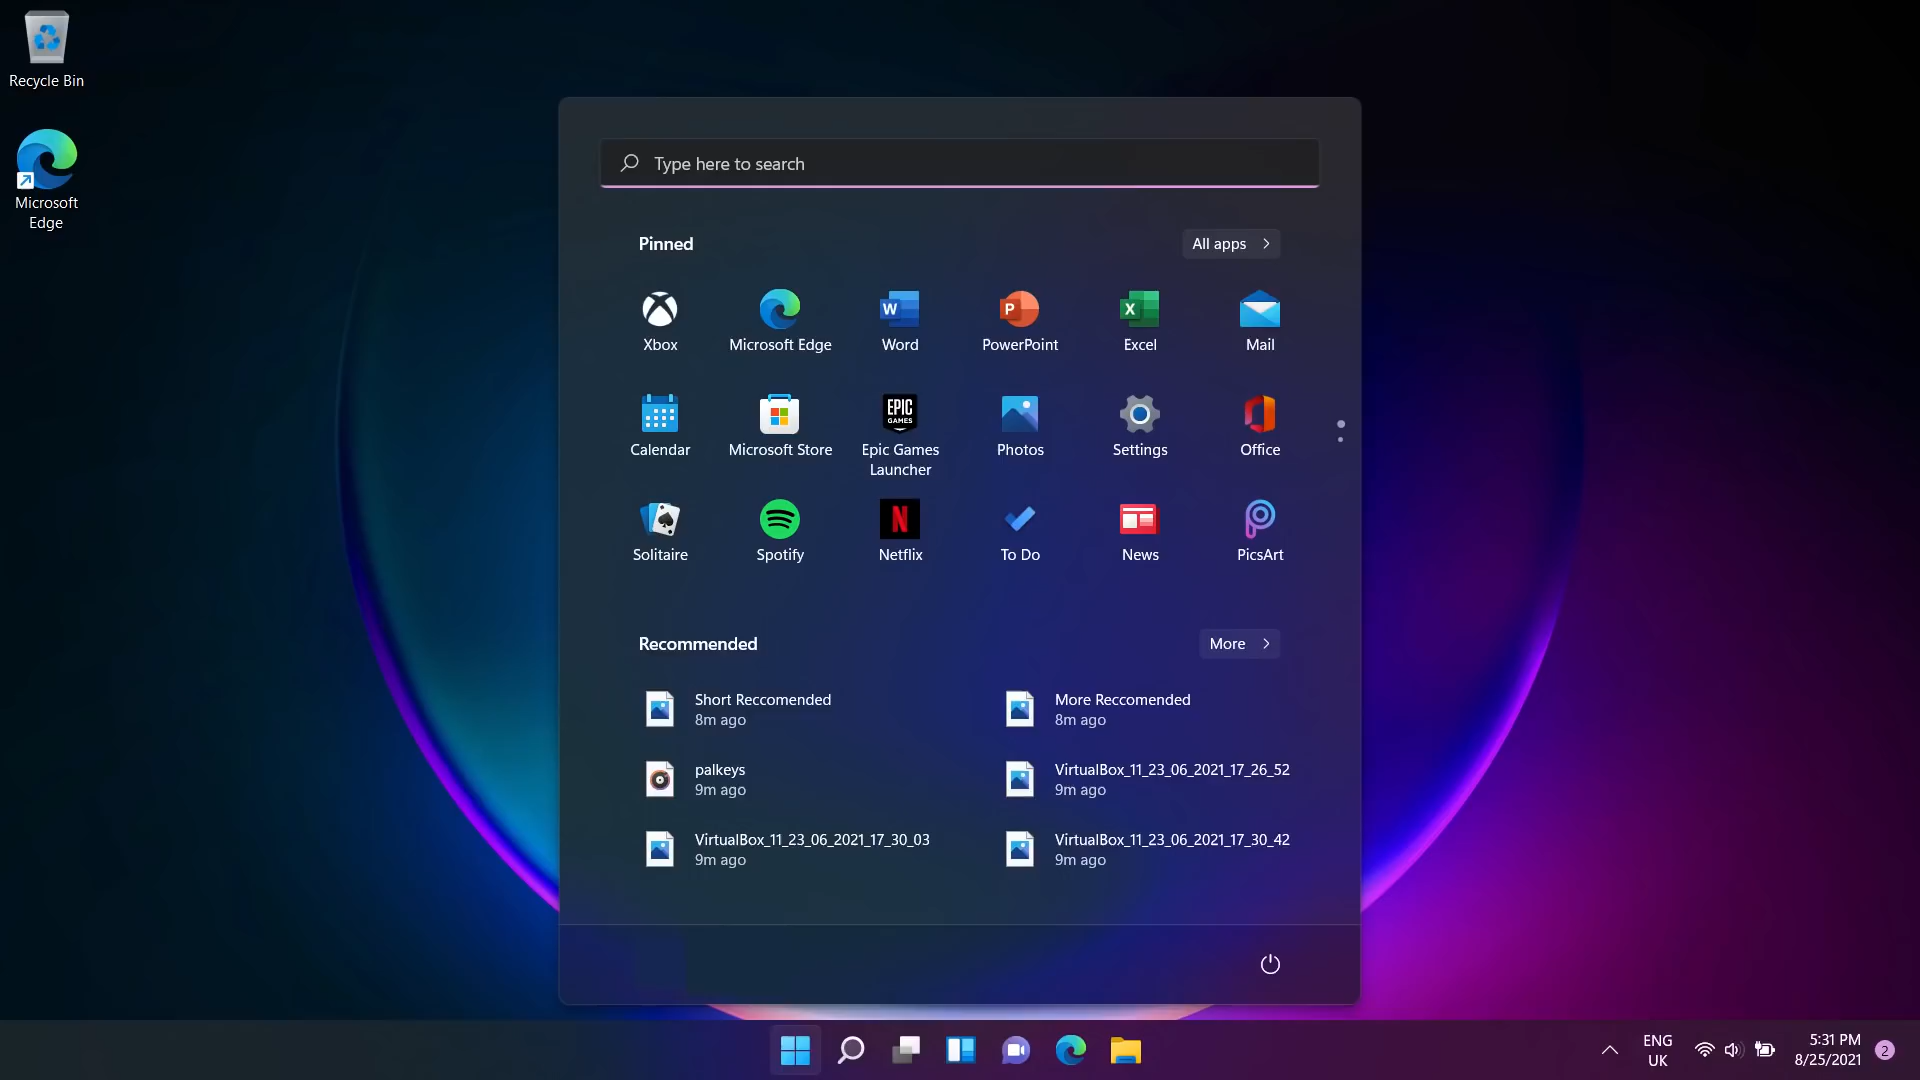 Recycle Bin
Microsoft
Edge
Type here to search
Pinned
All apps
Xbox
Microsoft Edge
W
Word
P
PowerPoint
X
Excel
Mail
Calendar
Microsoft Store
EPIC
GAMES
Epic Games
Launcher
Photos
Settings
Office
Solitaire
Spotify
N
Netflix
To Do
News
PicsArt
Recommended
More
Short Reccomended
8m ago
More Reccomended
8m ago
palkeys
9m ago
VirtualBox_11_23_06_2021_17_26_52
9m ago
VirtualBox_11_23_06_2021_17_30_03
9m ago
VirtualBox_11_23_06_2021_17_30_42
9m ago
ENG
UK
5:31 PM
8/25/2021
2